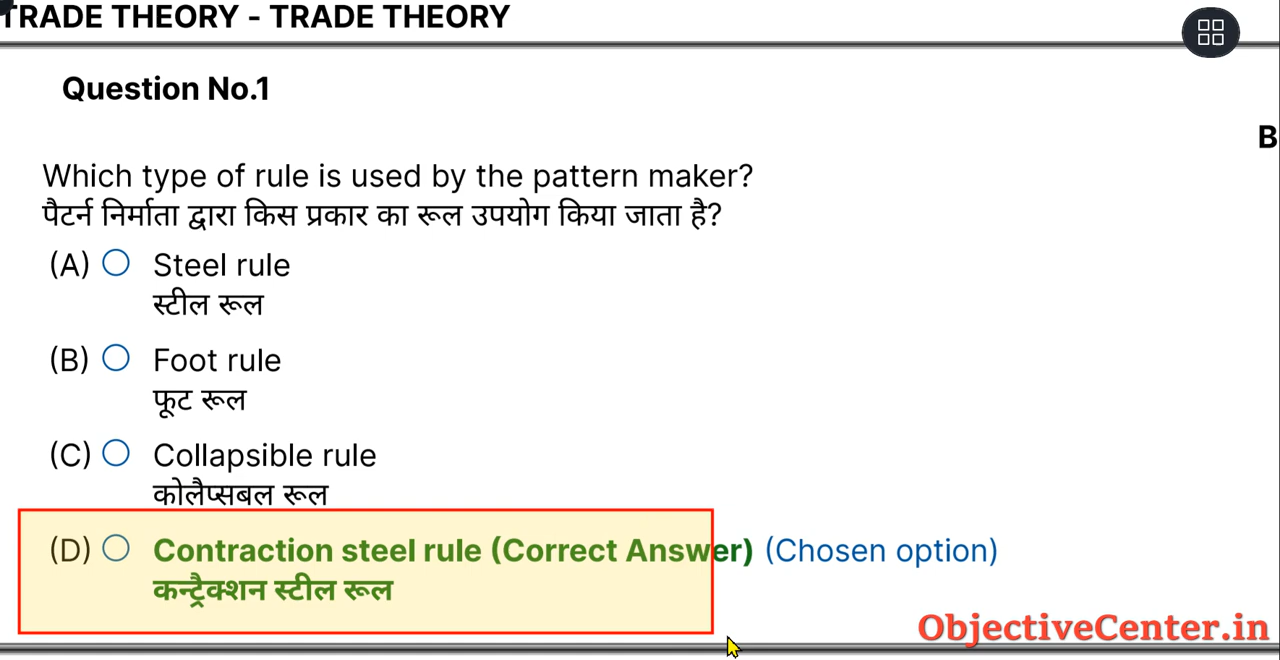 TRADE THEORY - TRADE THEORY
Question No.1
B
Which type of rule is used by the pattern maker?
पैटर्न निर्माता द्वारा किस प्रकार का रूल उपयोग किया जाता है?
(A) Steel rule
स्टील रूल
(B) Foot rule
फूट रूल
(C) Collapsible rule
कोलैप्सबल रूल
(D) Contraction steel rule (Correct Answer) (Chosen option)
कन्ट्रैक्शन स्टील रूल
ObjectiveCenter.in